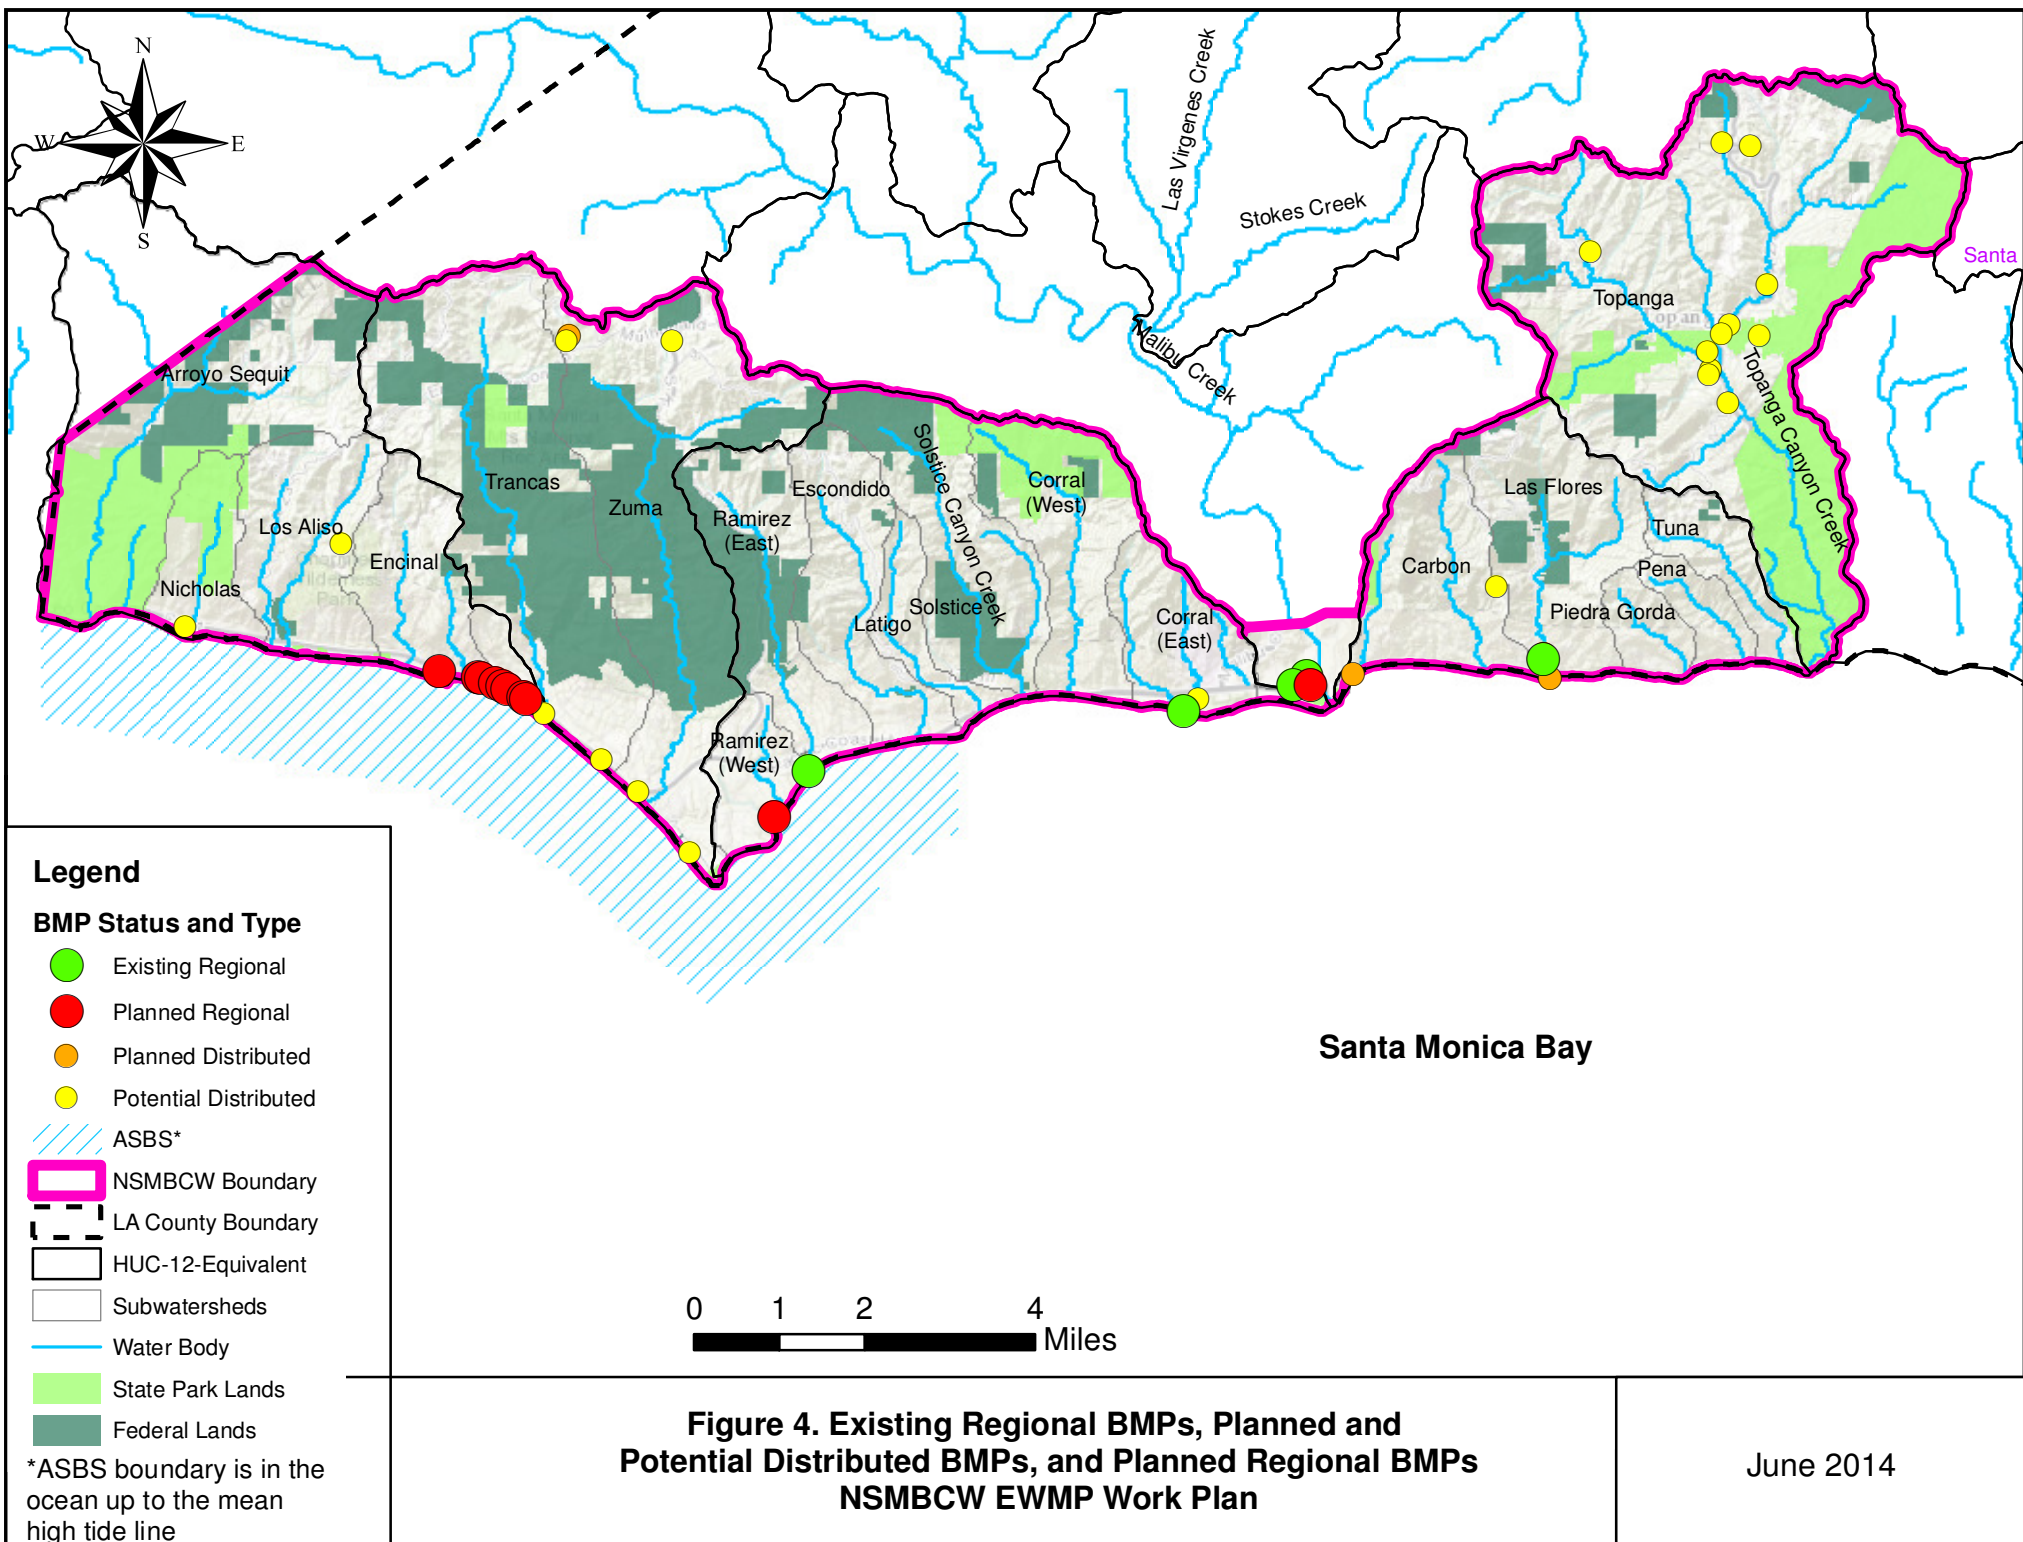 N
W
E
S
Las Virgenes Creek
Stokes Creek
Malibu Creek
Santa
Topanga
Topanga Canyon Creek
Arroyo Sequit
Trancas
Zuma
Escondido
Solstice Canyon Creek
Corral
(West)
Las Flores
Los Aliso
Ramirez
(East)
Tuna
Encinal
Carbon
Pena
Nicholas
Latigo
Solstice
Corral
(East)
Piedra Gorda
Ramirez
(West)
Legend
BMP Status and Type
Existing Regional
Planned Regional
Planned Distributed
Potential Distributed
ASBS*
NSMBCW Boundary
LA County Boundary
HUC-12-Equivalent
Subwatersheds
Water Body
State Park Lands
Federal Lands
*ASBS boundary is in the
ocean up to the mean
high tide line
Santa Monica Bay
0 1 2 4
Miles
Figure 4. Existing Regional BMPs, Planned and
Potential Distributed BMPs, and Planned Regional BMPs
NSMBCW EWMP Work Plan
June 2014